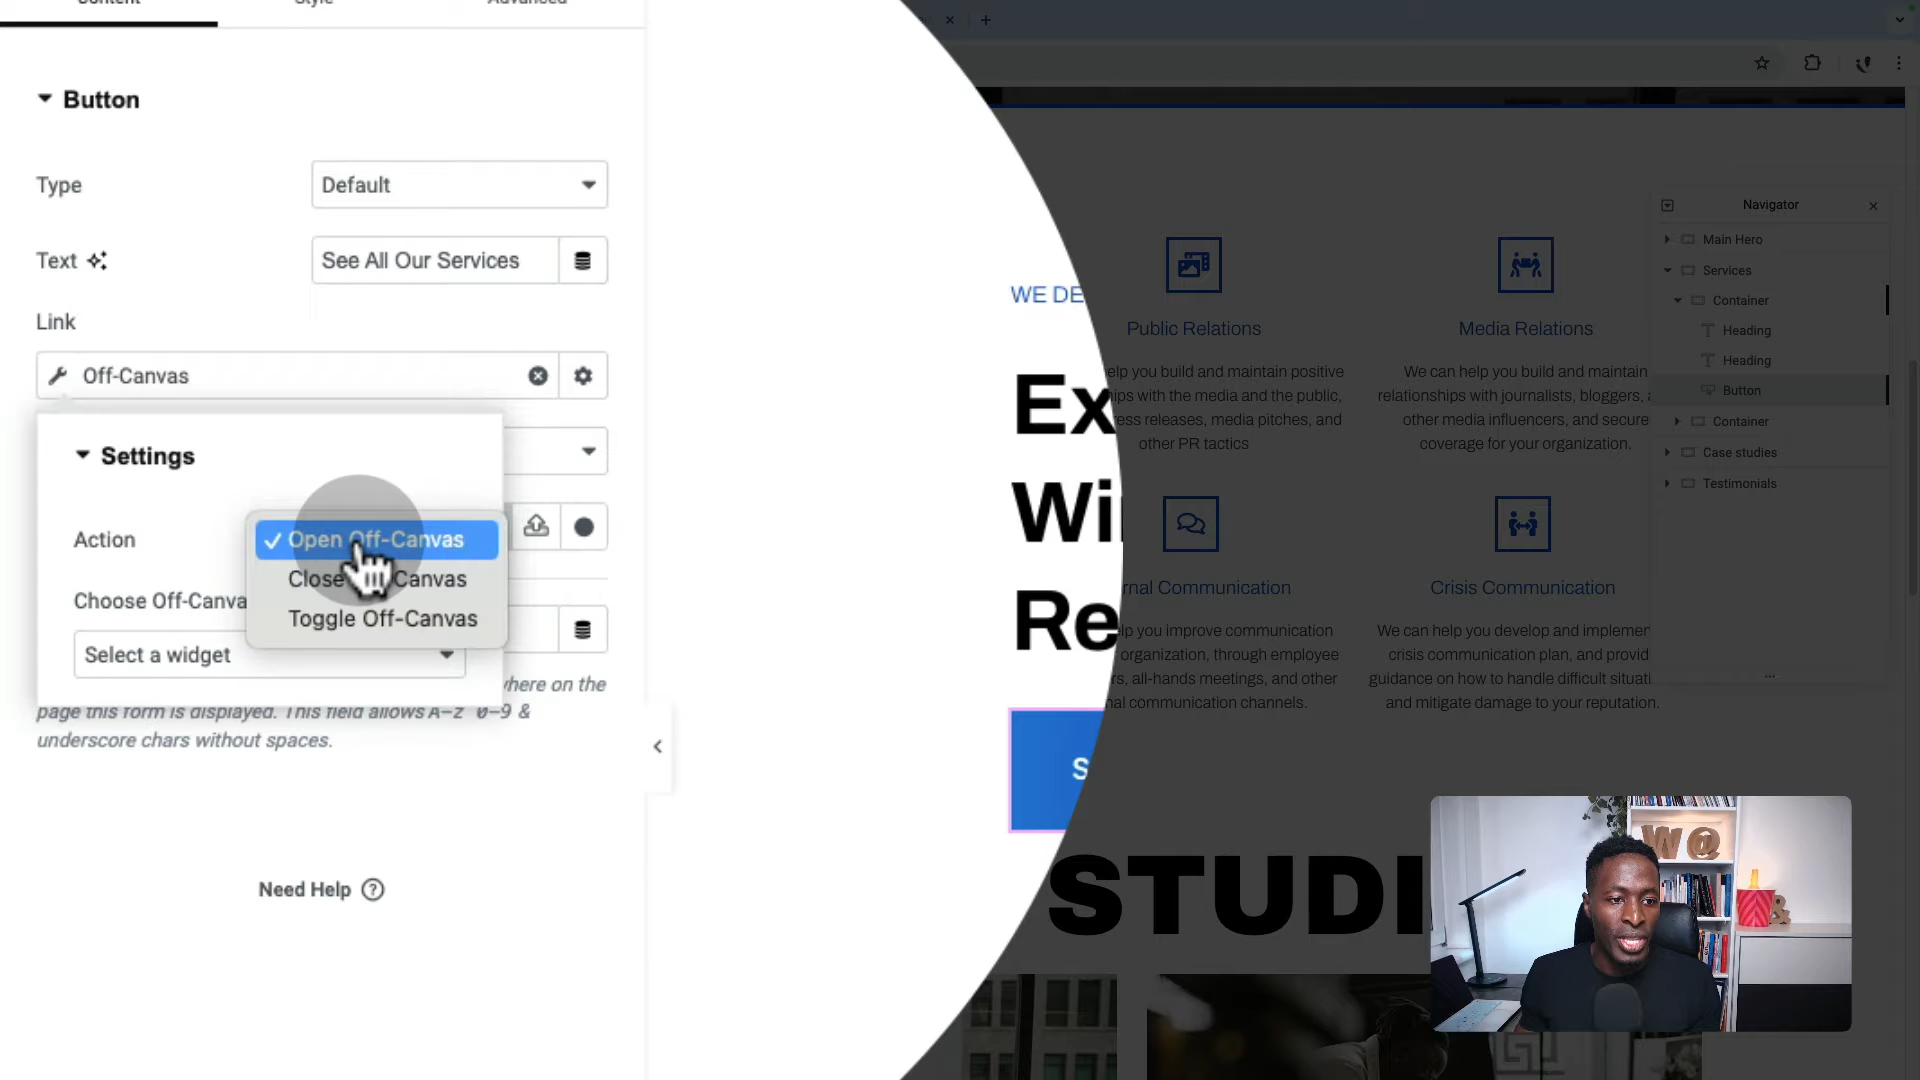 Content Style Advanced
Button
Type Default
Text See All Our Services
Link
Off-Canvas
Settings
Action
Open Off-Canvas
Close Canvas
Toggle Off-Canvas
Choose Off-Canva
Select a widget
where on the
page this form is displayed. This field allows A–z 0–9 &
underscore chars without spaces.
Need Help
WE DE
Ex
Wi
Re
S
Public Relations
elp you build and maintain positive
hips with the media and the public,
ress releases, media pitches, and
other PR tactics
Media Relations
We can help you build and maintain
relationships with journalists, bloggers,
other media influencers, and secure
coverage for your organization.
rnal Communication
lp you improve communication
organization, through employee
rs, all-hands meetings, and other
nal communication channels.
Crisis Communication
We can help you develop and implemen
crisis communication plan, and provid
guidance on how to handle difficult situati
and mitigate damage to your reputation.
STUDI
Navigator
Main Hero
Services
Container
Heading
Heading
Button
Container
Case studies
Testimonials
W@
&